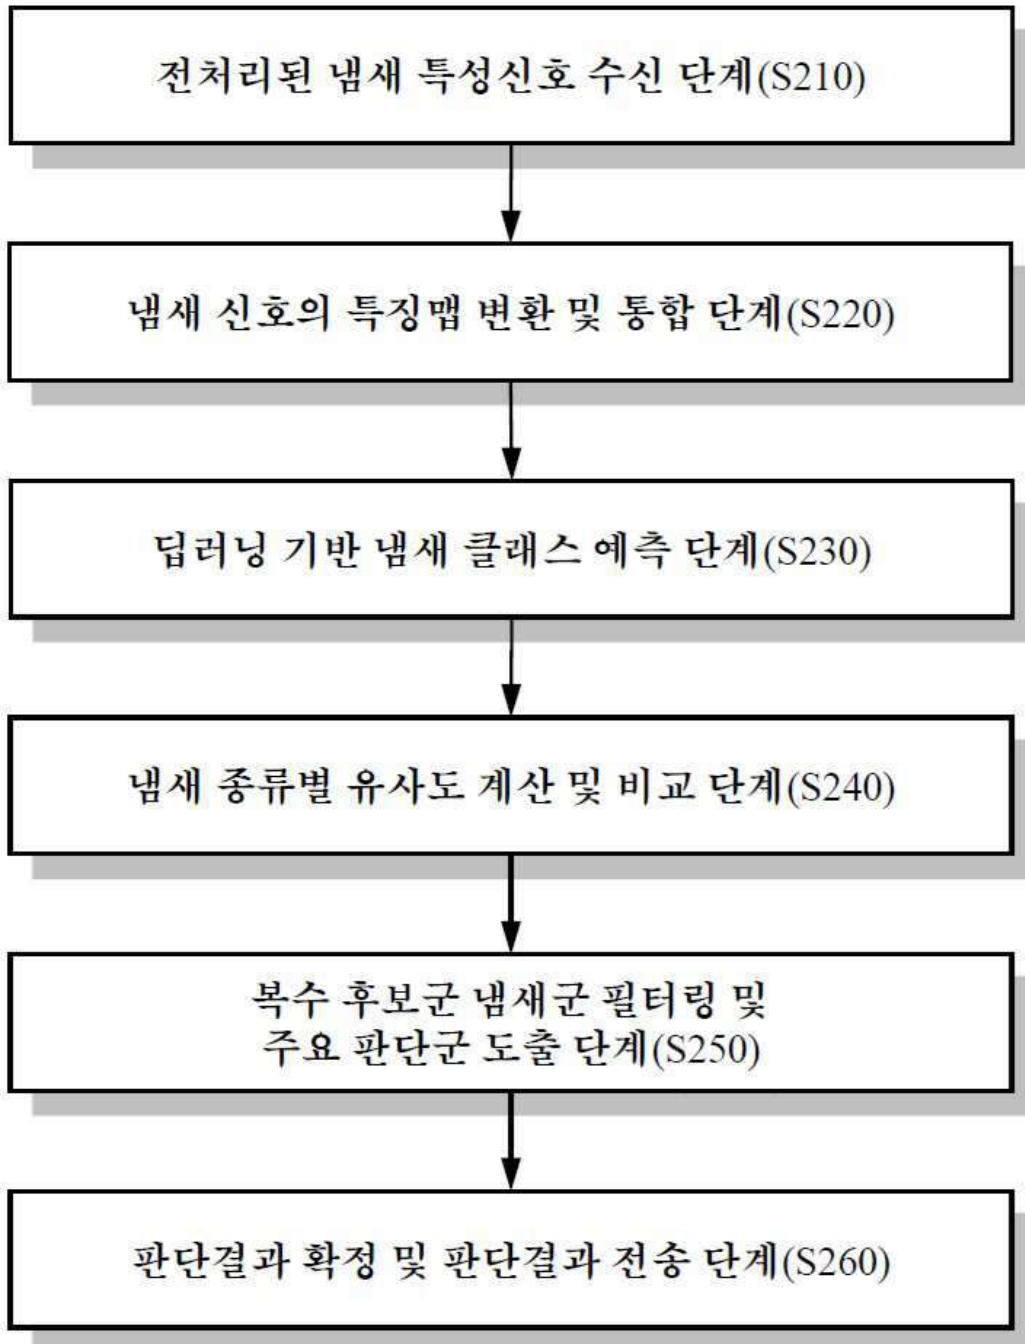 전처리된 냄새 특성신호 수신 단계(S210)
냄새 신호의 특징맵 변환 및 통합 단계(S220)
딥러닝 기반 냄새 클래스 예측 단계(S230)
냄새 종류별 유사도 계산 및 비교 단계(S240)
복수 후보군 냄새군 필터링 및
주요 판단군 도출 단계(S250)
판단결과 확정 및 판단결과 전송 단계(S260)